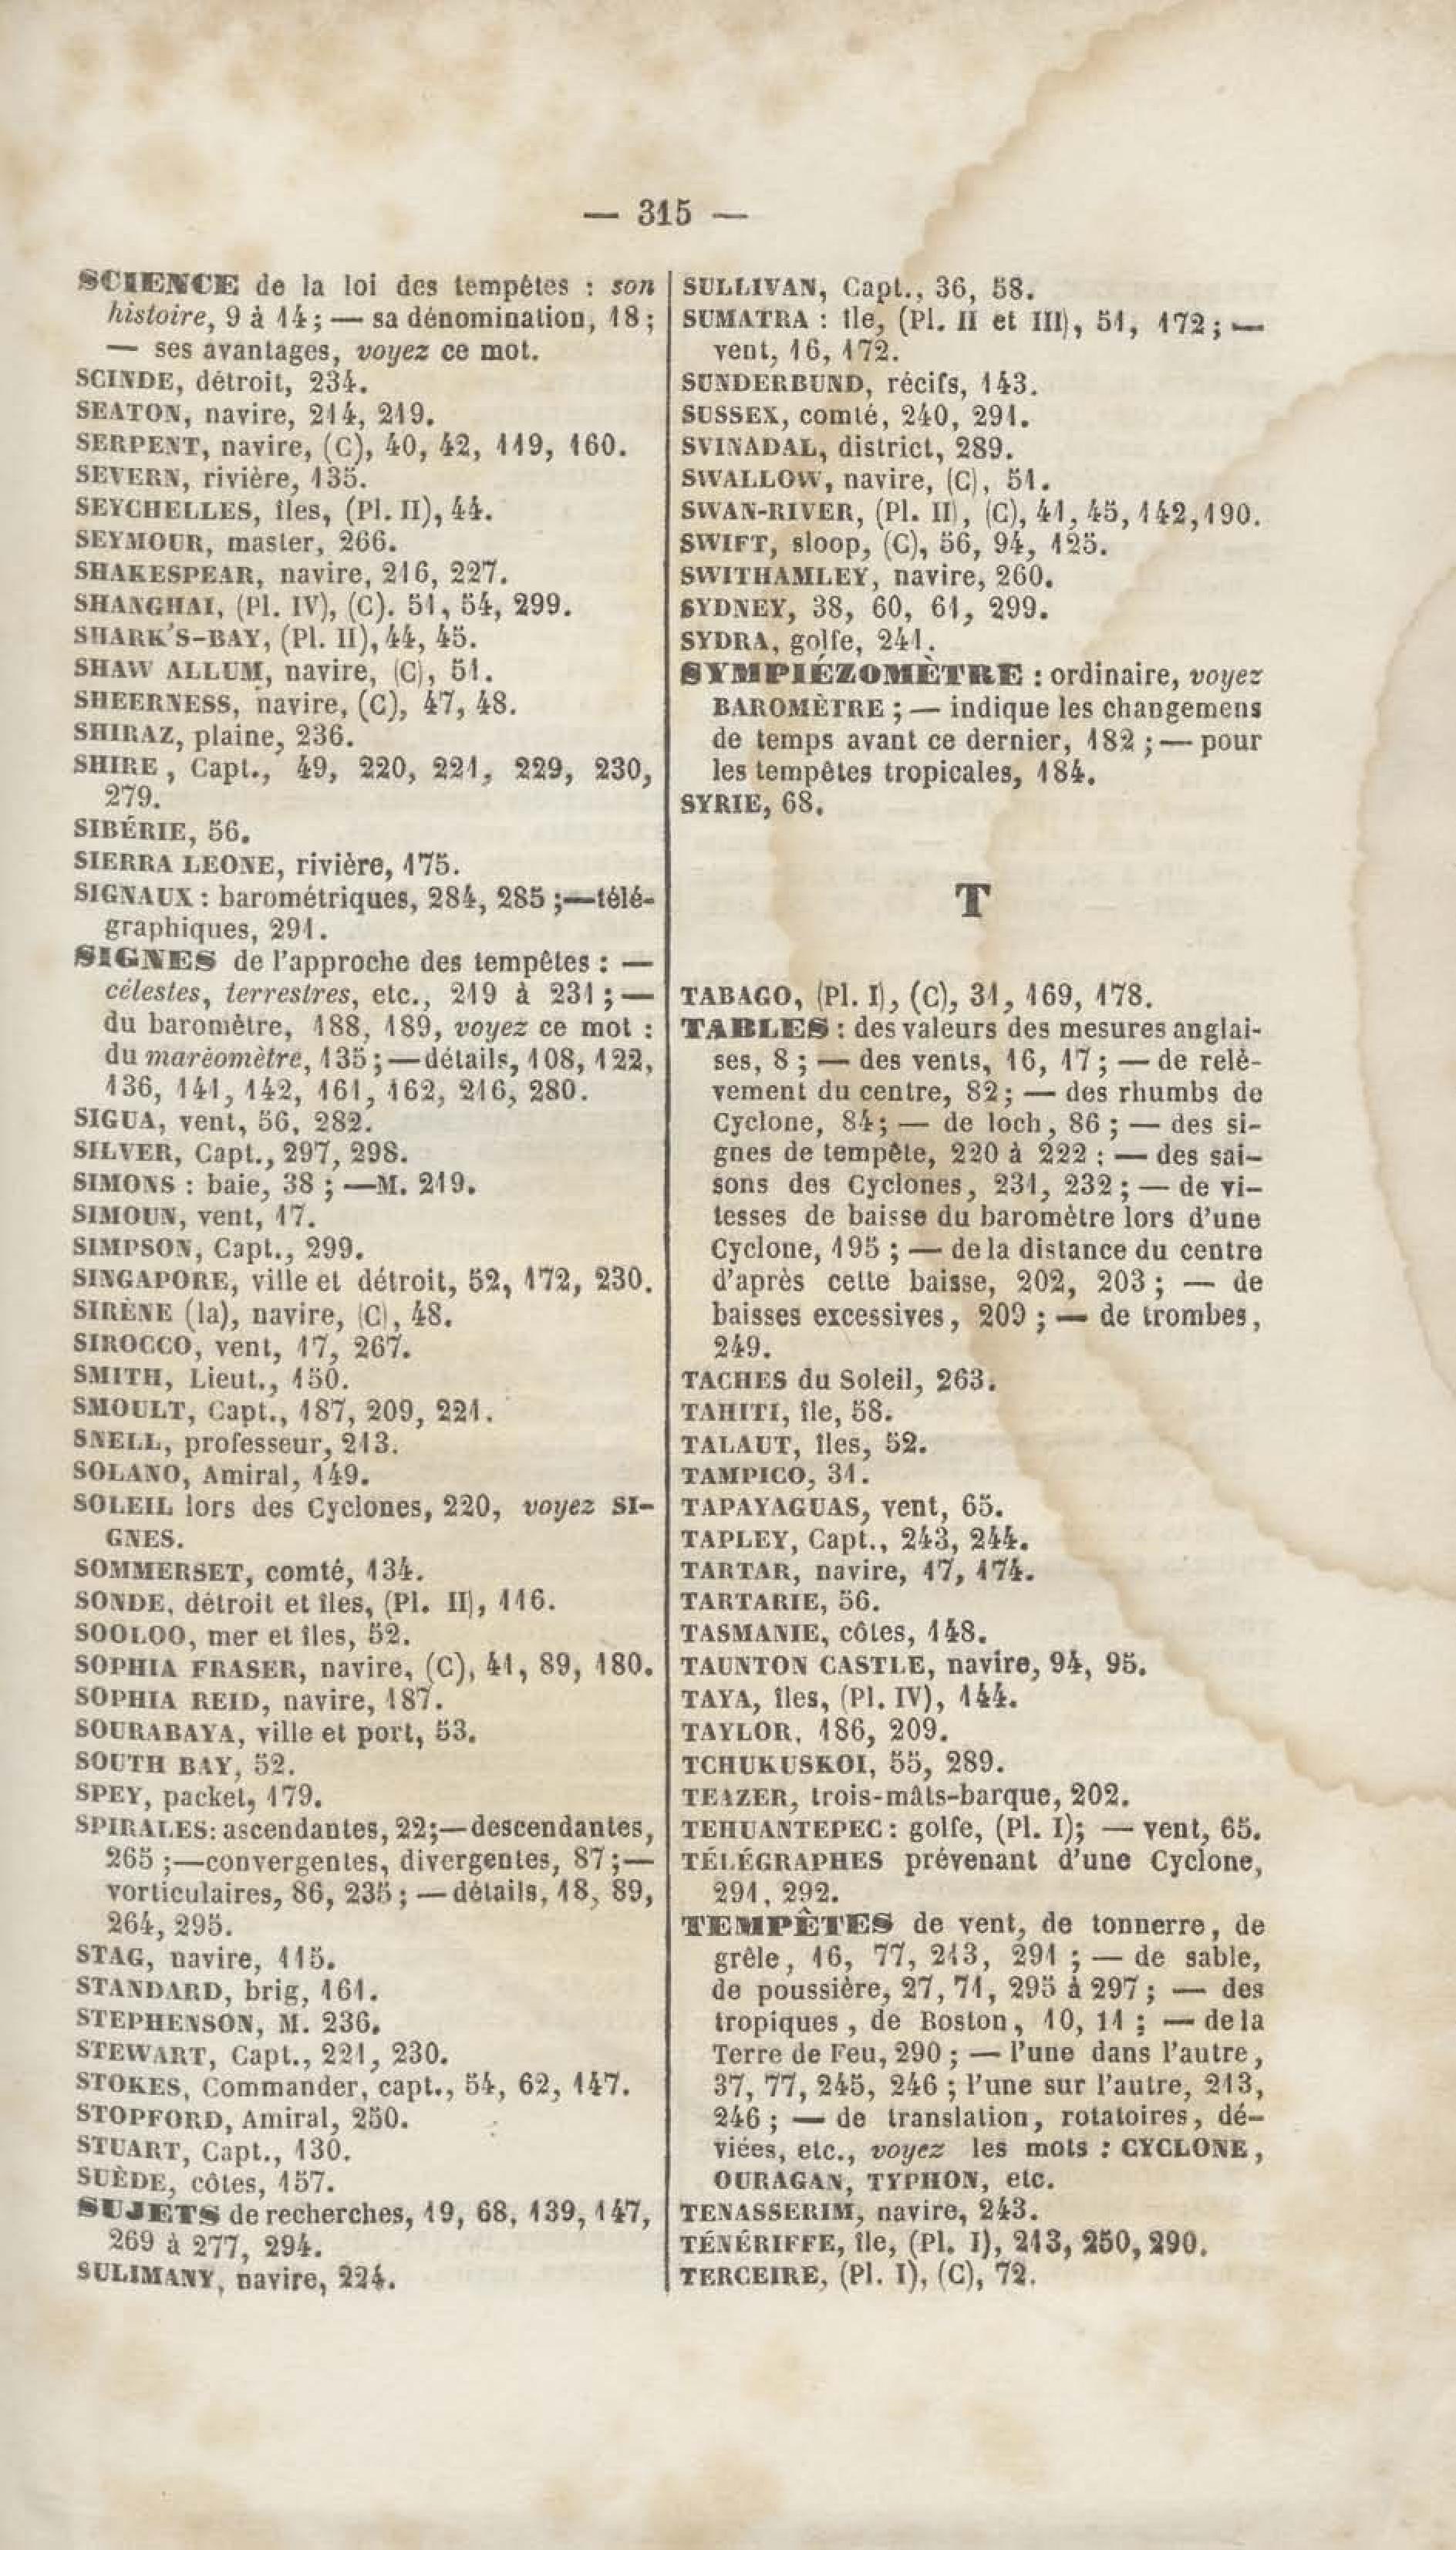 — 315 —
SCIENCE de la loi des tempêtes : son
histoire, 9 à 14 ; — sa dénomination, 18 ;
— ses avantages, voyez ce mot.
SCINDE, détroit, 234.
SEATON, navire, 214, 219.
SERPENT, navire, (C), 40, 42, 119, 160.
SEVERN, rivière, 135.
SEYCHELLES, îles, (Pl. II), 44.
SEYMOUR, master, 266.
SHAKESPEAR, navire, 216, 227.
SHANGHAI, (Pl. IV), (C). 51, 54, 299.
SHARK'S-BAY, (Pl. II), 44, 45.
SHAW ALLUM, navire, (C), 51.
SHEERNESS, navire, (C), 47, 48.
SHIRAZ, plaine, 236.
SHIRE, Capt., 49, 220, 221, 229, 230,
279.
SIBÉRIE, 56.
SIERRA LEONE, rivière, 175.
SIGNAUX : barométriques, 284, 285 ;—télé-
graphiques, 291.
SIGNES de l'approche des tempêtes : —
célestes, terrestres, etc., 219 à 231 ; —
du baromètre, 188, 189, voyez ce mot :
du maréomètre, 135 ;—détails, 108, 122,
136, 141, 142, 161, 162, 216, 280.
SIGUA, vent, 56, 282.
SILVER, Capt., 297, 298.
SIMONS : baie, 38 ; —M. 219.
SIMOUN, vent, 17.
SIMPSON, Capt., 299.
SINGAPORE, ville et détroit, 52, 172, 230.
SIRÈNE (la), navire, (C), 48.
SIROCCO, vent, 17, 267.
SMITH, Lieut., 150.
SMOULT, Capt., 187, 209, 221.
SNELL, professeur, 213.
SOLANO, Amiral, 149.
SOLEIL lors des Cyclones, 220, voyez SI-
GNES.
SOMMERSET, comté, 134.
SONDE, détroit et îles, (Pl. II), 116.
SOOLOO, mer et îles, 52.
SOPHIA FRASER, navire, (C), 41, 89, 180.
SOPHIA REID, navire, 187.
SOURABAYA, ville et port, 53.
SOUTH BAY, 52.
SPEY, packet, 179.
SPIRALES: ascendantes, 22;—descendantes,
265 ;—convergentes, divergentes, 87 ;—
vorticulaires, 86, 235 ; — détails, 18, 89,
264, 295.
STAG, navire, 115.
STANDARD, brig, 161.
STEPHENSON, M. 236.
STEWART, Capt., 221, 230.
STOKES, Commander, capt., 54, 62, 147.
STOPFORD, Amiral, 250.
STUART, Capt., 130.
SUÈDE, côtes, 157.
SUJETS de recherches, 19, 68, 139, 147,
269 à 277, 294.
SULIMANY, navire, 224.
SULLIVAN, Capt., 36, 58.
SUMATRA : île, (Pl. II et III), 51, 172 ; —
vent, 16, 172.
SUNDERBUND, récifs, 143.
SUSSEX, comté, 240, 291.
SVINADAL, district, 289.
SWALLOW, navire, (C), 51.
SWAN-RIVER, (Pl. II), (C), 41, 45, 142, 190.
SWIFT, sloop, (C), 56, 94, 125.
SWITHAMLEY, navire, 260.
SYDNEY, 38, 60, 61, 299.
SYDRA, golfe, 241.
SYMPIÉZOMÈTRE : ordinaire, voyez
BAROMÈTRE ; — indique les changemens
de temps avant ce dernier, 182 ; — pour
les tempêtes tropicales, 184.
SYRIE, 68.
T
TABAGO, (Pl. I), (C), 31, 169, 178.
TABLES : des valeurs des mesures anglai-
ses, 8 ; — des vents, 16, 17 ; — de relè-
vement du centre, 82 ; — des rhumbs de
Cyclone, 84 ; — de loch, 86 ; — des si-
gnes de tempête, 220 à 222 ; — des sai-
sons des Cyclones, 231, 232 ; — de vi-
tesses de baisse du baromètre lors d'une
Cyclone, 195 ; — de la distance du centre
d'après cette baisse, 202, 203 ; — de
baisses excessives, 209 ; — de trombes,
249.
TACHES du Soleil, 263.
TAHITI, île, 58.
TALAUT, îles, 52.
TAMPICO, 31.
TAPAYAGUAS, vent, 65.
TAPLEY, Capt., 243, 244.
TARTAR, navire, 17, 174.
TARTARIE, 56.
TASMANIE, côtes, 148.
TAUNTON CASTLE, navire, 94, 95.
TAYA, îles, (Pl. IV), 144.
TAYLOR, 186, 209.
TCHUKUSKOI, 55, 289.
TEAZER, trois-mâts-barque, 202.
TEHUANTEPEC : golfe, (Pl. I); — vent, 65.
TÉLÉGRAPHES prévenant d'une Cyclone,
291, 292.
TEMPÊTES de vent, de tonnerre, de
grêle, 16, 77, 213, 291 ; — de sable,
de poussière, 27, 71, 295 à 297 ; — des
tropiques, de Boston, 10, 11 ; — de la
Terre de Feu, 290 ; — l'une dans l'autre,
37, 77, 245, 246 ; l'une sur l'autre, 213,
246 ; — de translation, rotatoires, dé-
viées, etc., voyez les mots : CYCLONE,
OURAGAN, TYPHON, etc.
TENASSERIM, navire, 243.
TÉNÉRIFFE, île, (Pl. I), 213, 250, 290.
TERCEIRE, (Pl. I), (C), 72.